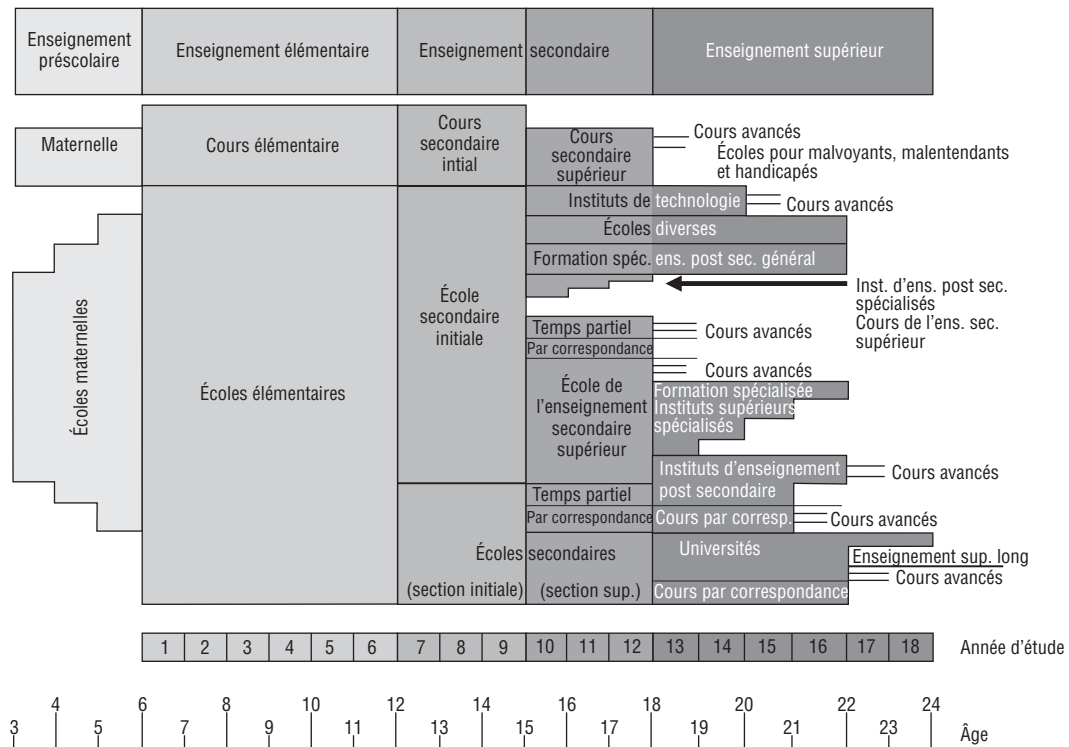 Enseignement
préscolaire
Enseignement élémentaire
Enseignement secondaire
Enseignement supérieur
Maternelle
Cours élémentaire
Cours
secondaire
intial
Cours
secondaire
supérieur
Cours avancés
Écoles pour malvoyants, malentendants
et handicapés
Instituts de technologie
Cours avancés
Écoles diverses
Formation spéc. ens. post sec. général
Inst. d'ens. post sec.
spécialisés
Cours de l'ens. sec.
supérieur
Écoles maternelles
Écoles élémentaires
École
secondaire
initiale
Temps partiel
Cours avancés
Par correspondance
Cours avancés
École de
l'enseignement
secondaire
supérieur
Formation spécialisée
Instituts supérieurs
spécialisés
Instituts d'enseignement
post secondaire
Cours avancés
Temps partiel
Par correspondance
Cours par corresp.
Cours avancés
Écoles secondaires
(section initiale)
(section sup.)
Universités
Enseignement sup. long
Cours avancés
Cours par correspondance
1 2 3 4 5 6 7 8 9 10 11 12 13 14 15 16 17 18 Année d'étude
4 6 8 10 12 14 16 18 20 22 24
3 5 7 9 11 13 15 17 19 21 23 Âge